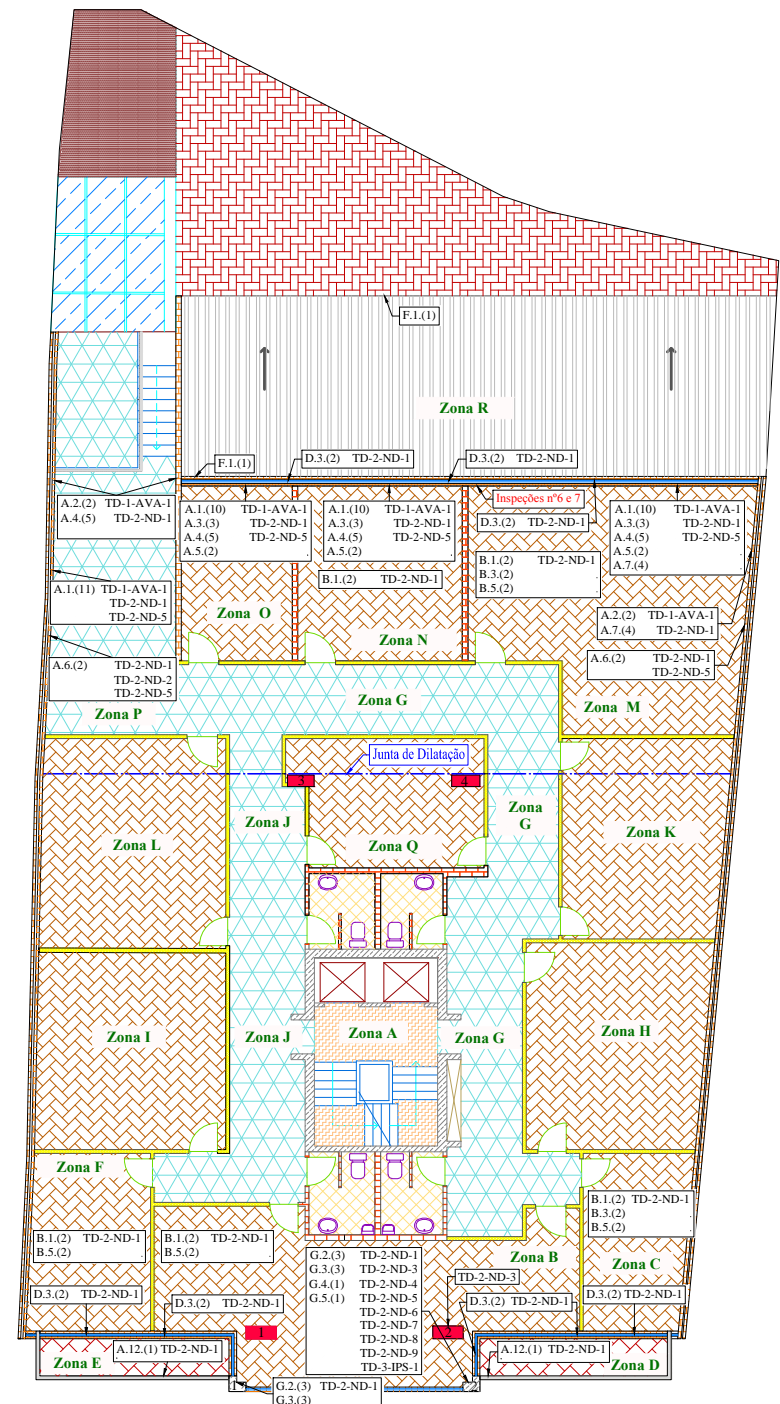 F.1.(1)
Zona R
D.3.(2) TD-2-ND-1
D.3.(2) TD-2-ND-1
F.1.(1)
Inspeções nº6 e 7
A.2.(2) TD-1-AVA-1
A.4.(5) TD-2-ND-1
A.1.(10) TD-1-AVA-1
A.3.(3) TD-2-ND-1
A.4.(5) TD-2-ND-5
A.5.(2)
A.1.(10) TD-1-AVA-1
A.3.(3) TD-2-ND-1
A.4.(5) TD-2-ND-5
A.5.(2)
D.3.(2) TD-2-ND-1
A.1.(10) TD-1-AVA-1
A.3.(3) TD-2-ND-1
A.4.(5) TD-2-ND-5
A.5.(2)
A.7.(4)
B.1.(2) TD-2-ND-1
B.1.(2) TD-2-ND-1
B.3.(2)
B.5.(2)
A.1.(11) TD-1-AVA-1
TD-2-ND-1
TD-2-ND-5
Zona O
Zona N
A.2.(2) TD-1-AVA-1
A.7.(4) TD-2-ND-1
A.6.(2) TD-2-ND-1
TD-2-ND-2
TD-2-ND-5
A.6.(2) TD-2-ND-1
TD-2-ND-5
Zona P
Zona G
Zona M
Junta de Dilatação
3
4
Zona J
Zona G
Zona L
Zona Q
Zona K
Zona I
Zona J
Zona A
Zona G
Zona H
Zona F
B.1.(2) TD-2-ND-1
B.3.(2)
B.5.(2)
B.1.(2) TD-2-ND-1
B.5.(2)
B.1.(2) TD-2-ND-1
B.5.(2)
G.2.(3) TD-2-ND-1
G.3.(3) TD-2-ND-3
G.4.(1) TD-2-ND-4
G.5.(1) TD-2-ND-5
TD-2-ND-6
TD-2-ND-7
TD-2-ND-8
TD-2-ND-9
TD-3-IPS-1
Zona B
Zona C
TD-2-ND-3
D.3.(2) TD-2-ND-1
D.3.(2) TD-2-ND-1
D.3.(2) TD-2-ND-1
D.3.(2) TD-2-ND-1
1
2
Zona E
A.12.(1) TD-2-ND-1
A.12.(1) TD-2-ND-1
Zona D
1
2
G.2.(3) TD-2-ND-1
G.3.(3)